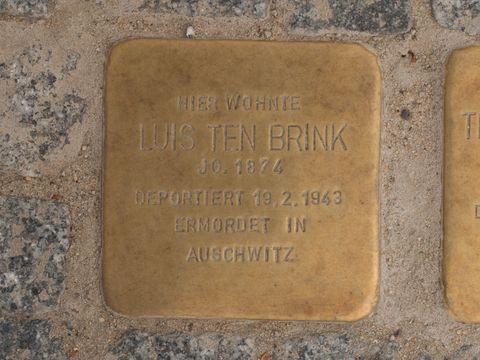 HIER WOHNTE
LUIS TEN BRINK
JG. 1874
DEPORTIERT 19.2.1943
ERMORDET IN
AUSCHWITZ